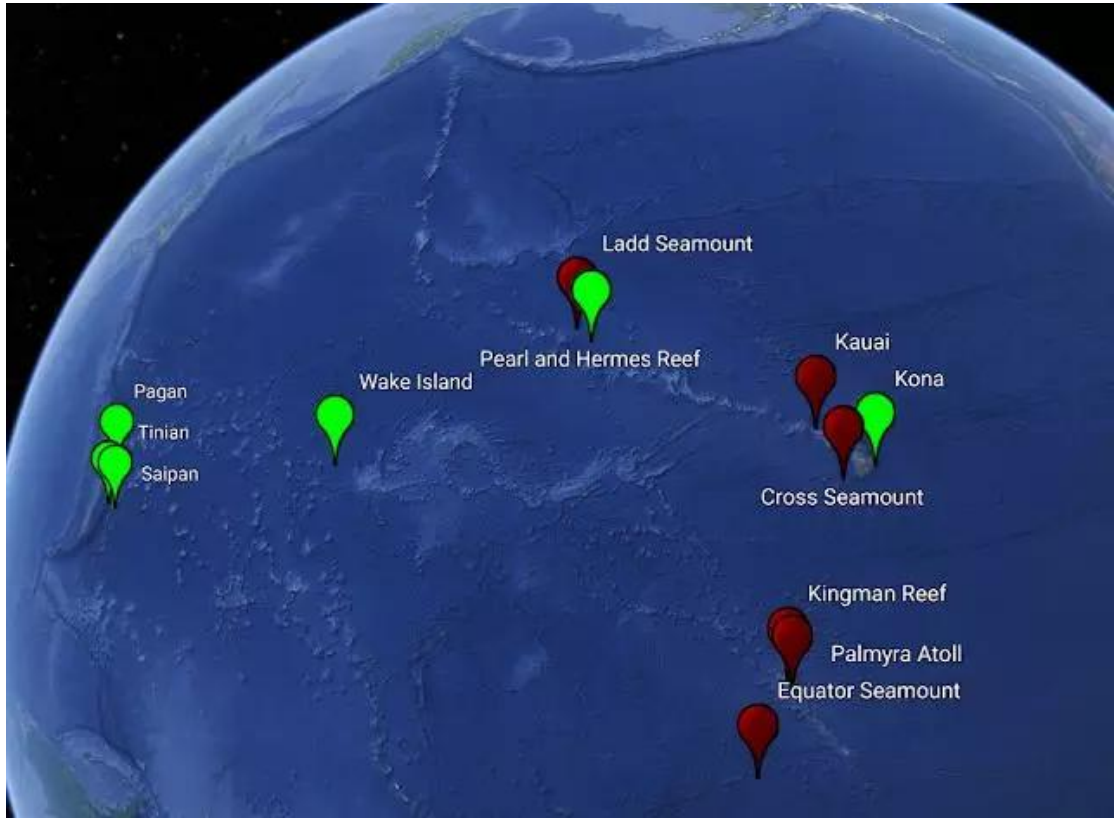 Ladd Seamount
Pearl and Hermes Reef
Kauai
Wake Island
Kona
Pagan
Tinian
Saipan
Cross Seamount
Kingman Reef
Palmyra Atoll
Equator Seamount